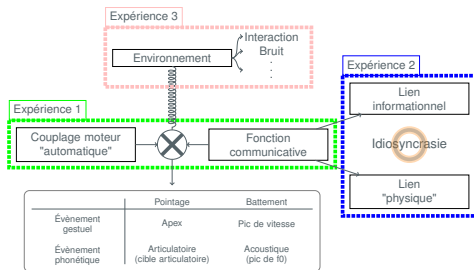 Expérience 3
Environnement
Interaction
Bruit
.
.
.
Expérience 2
Lien
informationnel
Idiosyncrasie
Lien
"physique"
Expérience 1
Couplage moteur
"automatique"
Fonction
communicative
Pointage Battement
Évènement
gestuel
Apex
Pic de vitesse
Évènement
phonétique
Articulatoire
(cible articulatoire)
Acoustique
(pic de f0)